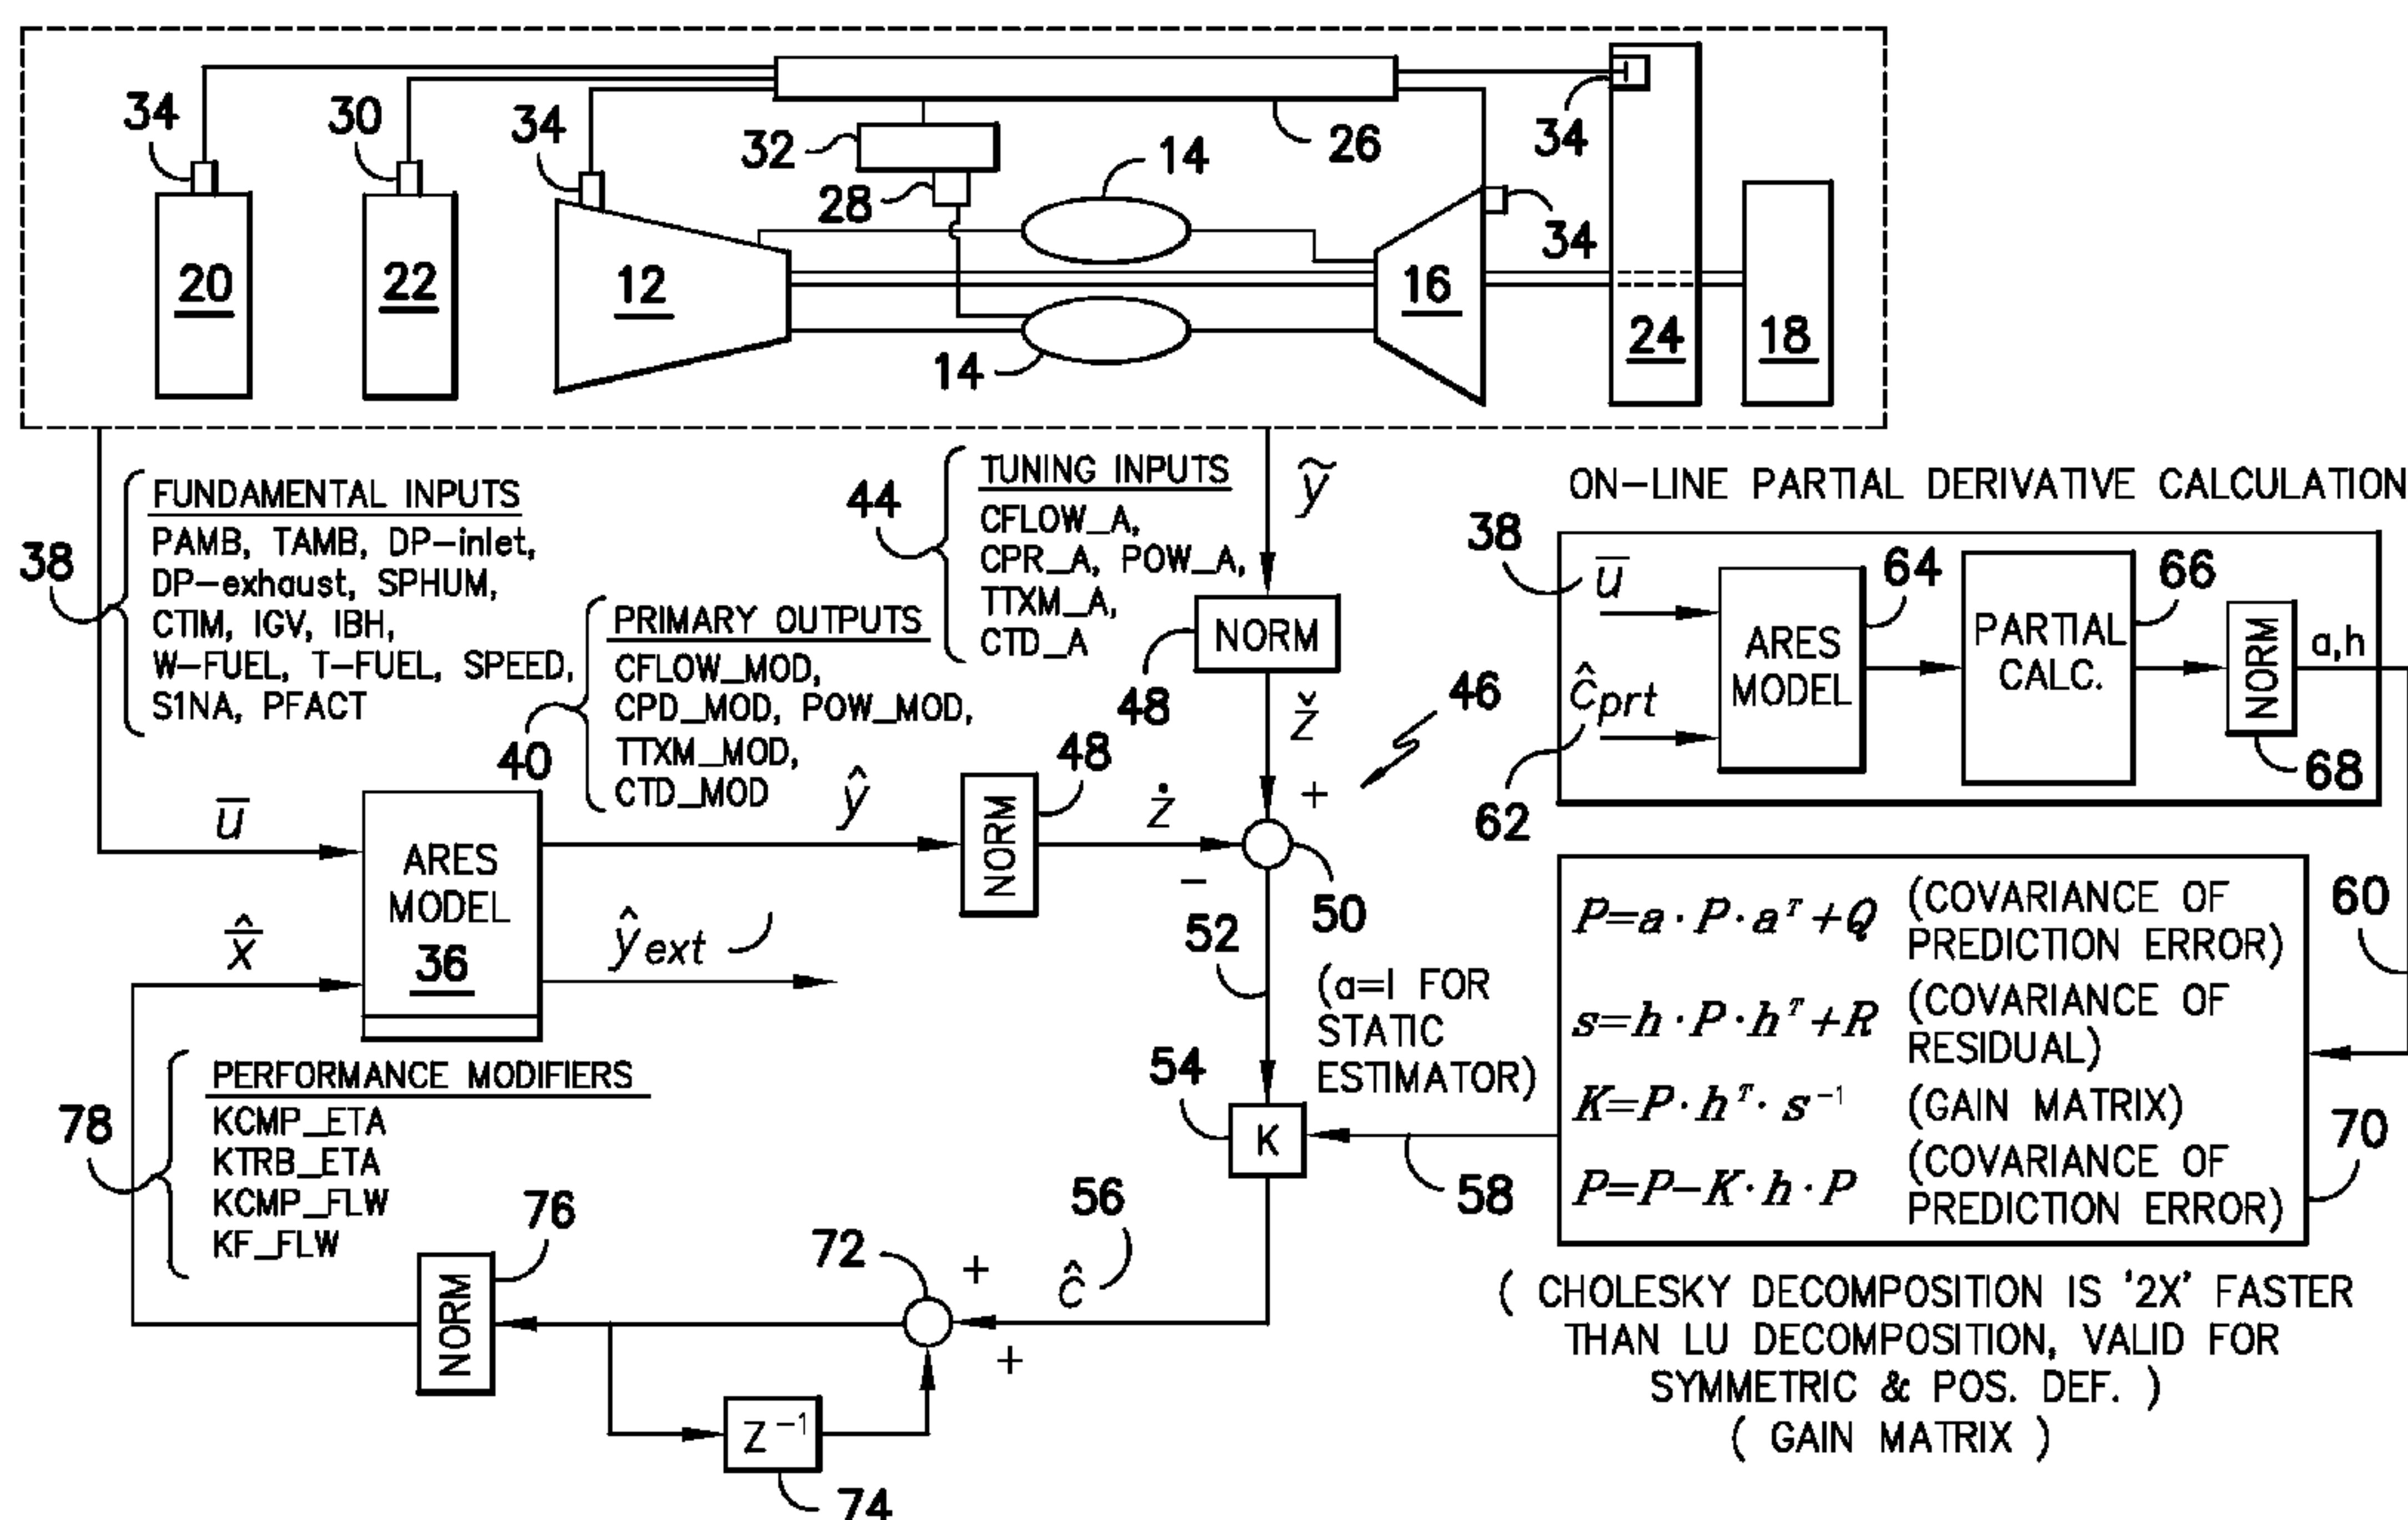 34
30
34
32
28
14
26
34
34
20
22
12
14
16
24
18
38
FUNDAMENTAL INPUTS
PAMB, TAMB, DP-inlet,
DP-exhaust, SPHUM,
CTIM, IGV, IBH,
W-FUEL, T-FUEL, SPEED,
S1NA, PFACT
40
PRIMARY OUTPUTS
CFLOW_MOD,
CPD_MOD, POW_MOD,
TTXM_MOD,
CTD_MOD
44
TUNING INPUTS
CFLOW_A,
CPR_A, POW_A,
TTXM_A,
CTD_A
ỹ
NORM
48
ž
46
+
ON-LINE PARTIAL DERIVATIVE CALCULATION
38
u̅
ĉprt
62
ARES
MODEL
64
PARTIAL
CALC.
66
NORM
68
a,h
u̅
x̂̅
ARES
MODEL
36
ŷ
ŷext
NORM
48
ż
−
50
52
(a=I FOR
STATIC
ESTIMATOR)
54
K
58
60
P=a·P·aᵀ+Q (COVARIANCE OF
PREDICTION ERROR)
s=h·P·hᵀ+R (COVARIANCE OF
RESIDUAL)
K=P·hᵀ·s⁻¹ (GAIN MATRIX)
P=P−K·h·P (COVARIANCE OF
PREDICTION ERROR)
70
( CHOLESKY DECOMPOSITION IS '2X' FASTER
THAN LU DECOMPOSITION, VALID FOR
SYMMETRIC & POS. DEF. )
( GAIN MATRIX )
78
PERFORMANCE MODIFIERS
KCMP_ETA
KTRB_ETA
KCMP_FLW
KF_FLW
76
NORM
72
+
+
ĉ
56
Z⁻¹
74